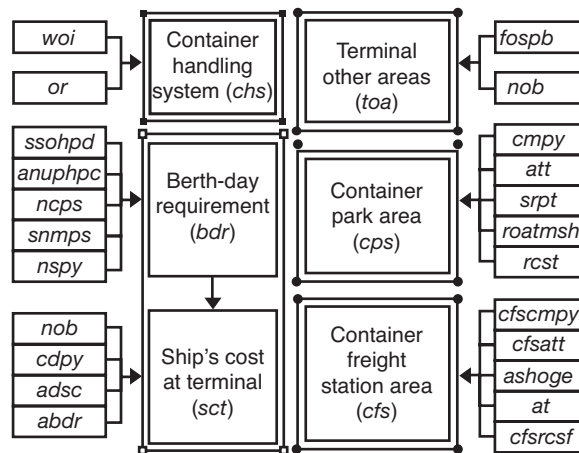 woi
or
Container
handling
system (chs)
Terminal
other areas
(toa)
fospb
nob
ssohpd
anuphpc
ncps
snmps
nspy
Berth-day
requirement
(bdr)
Container
park area
(cps)
cmpy
att
srpt
roatmsh
rcst
nob
cdpy
adsc
abdr
Ship's cost
at terminal
(sct)
Container
freight
station area
(cfs)
cfscmpy
cfsatt
ashoge
at
cfsrcsf